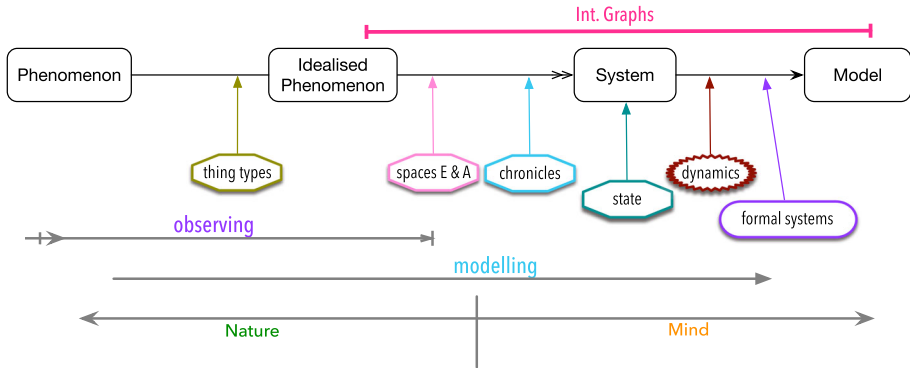 Int. Graphs
Phenomenon
Idealised
Phenomenon
System
Model
thing types
spaces E & A
chronicles
state
dynamics
formal systems
observing
modelling
Nature
Mind